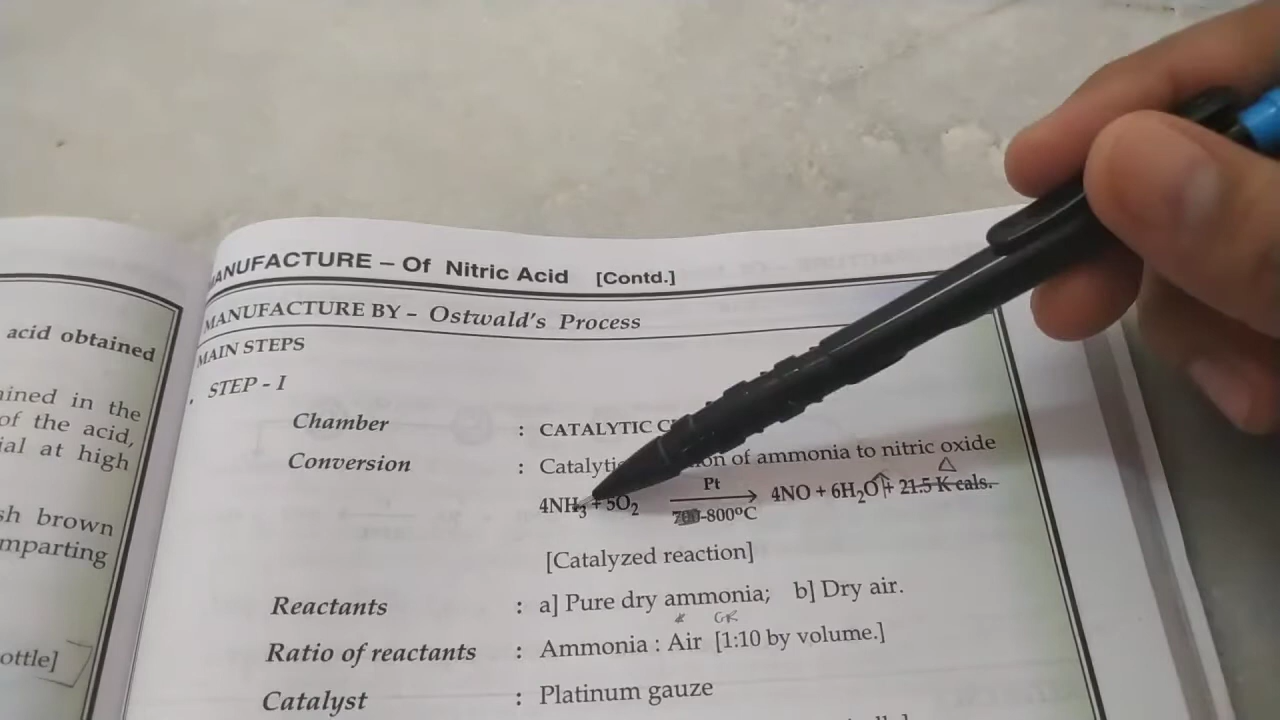 acid obtained
ained in the
of the acid,
ial at high
sh brown
mparting
ottle]
MANUFACTURE – Of Nitric Acid [Contd.]
MANUFACTURE BY – Ostwald's Process
MAIN STEPS
STEP - I
Chamber : CATALYTIC C
Conversion : Catalyti on of ammonia to nitric oxide
Δ
4NH₃ + 5O₂ Pt 700-800°C 4NO + 6H₂O↑ + 21.5 K cals.
[Catalyzed reaction]
Reactants : a] Pure dry ammonia; b] Dry air.
Ratio of reactants : Ammonia : Air [1:10 by volume.]
Catalyst : Platinum gauze